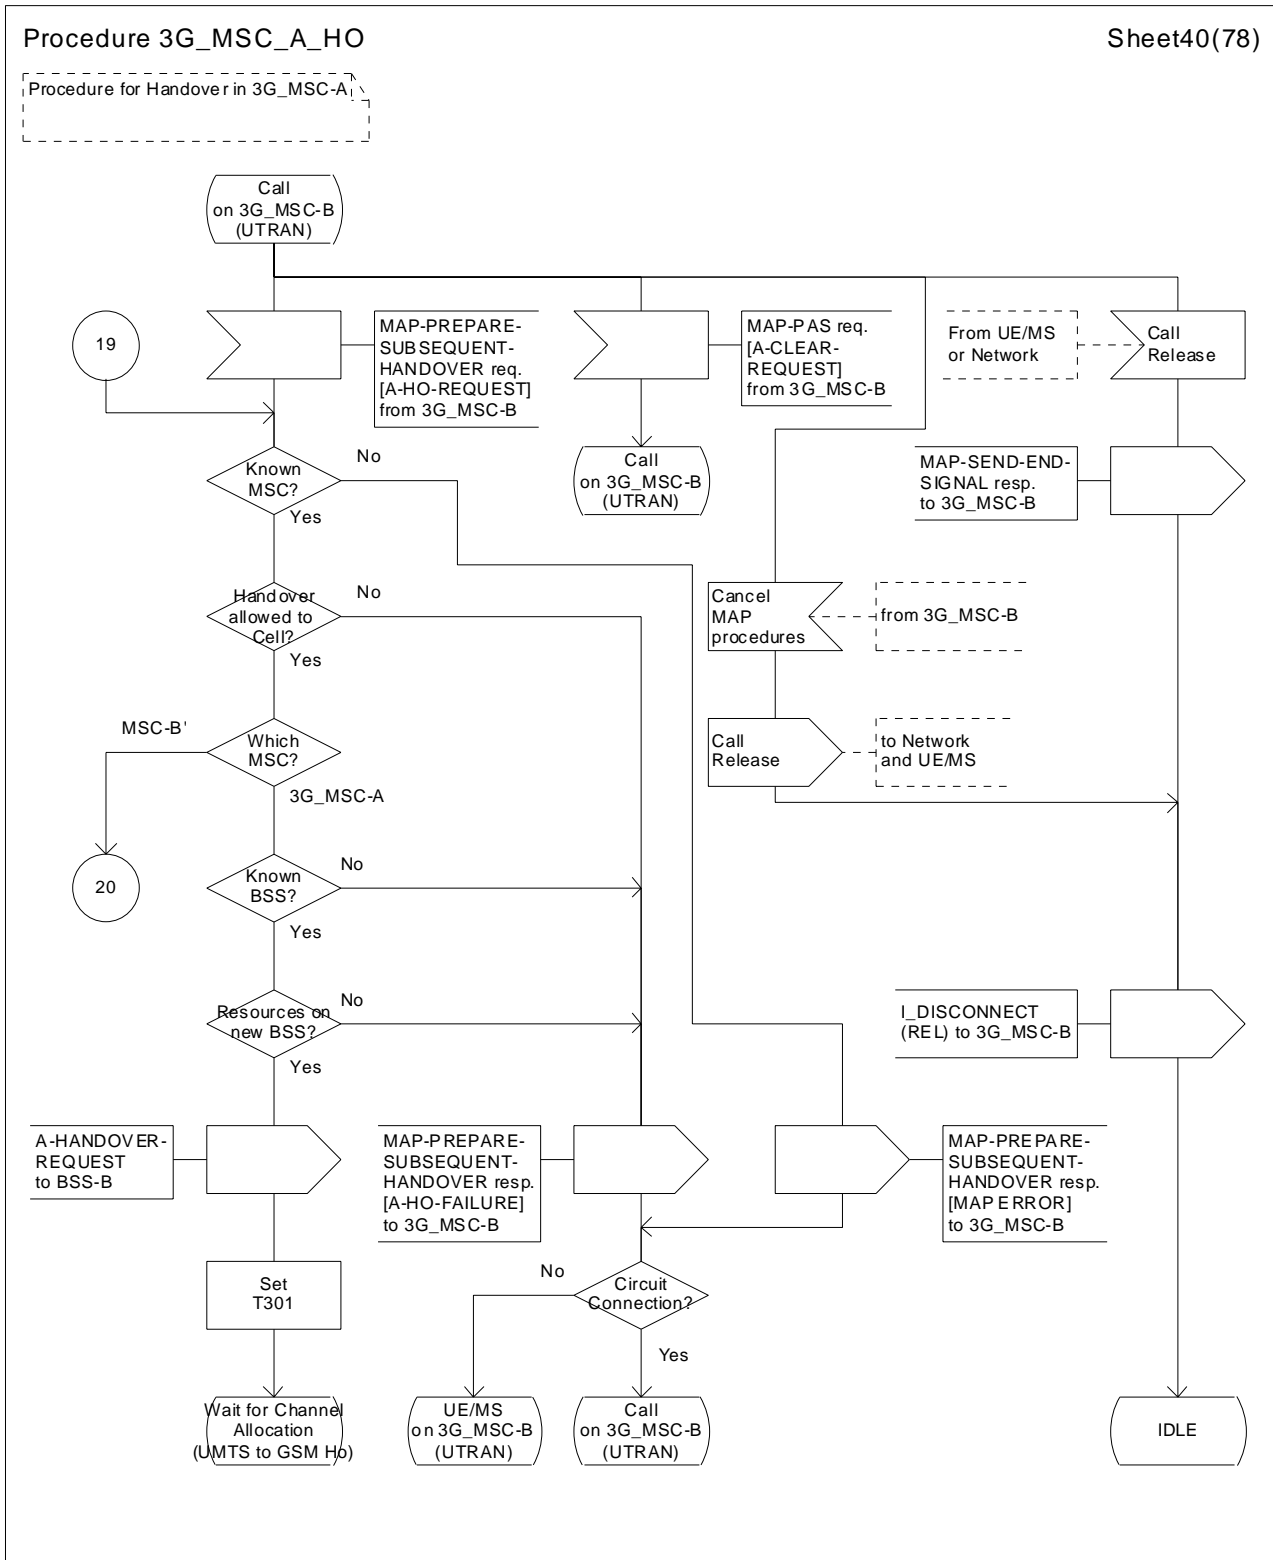 Procedure 3G_MSC_A_HO
Sheet40(78)
Procedure for Handover in 3G_MSC-A
Call
on 3G_MSC-B
(UTRAN)
19
MAP-PREPARE-
SUBSEQUENT-
HANDOVER req.
[A-HO-REQUEST]
from 3G_MSC-B
MAP-PAS req.
[A-CLEAR-
REQUEST]
from 3G_MSC-B
From UE/MS
or Network
Call
Release
Known
MSC?
No
Yes
Call
on 3G_MSC-B
(UTRAN)
MAP-SEND-END-
SIGNAL resp.
to 3G_MSC-B
Handover
allowed to
Cell?
No
Yes
Cancel
MAP
procedures
from 3G_MSC-B
MSC-B'
Which
MSC?
3G_MSC-A
Call
Release
to Network
and UE/MS
20
Known
BSS?
No
Yes
Resources on
new BSS?
No
Yes
I_DISCONNECT
(REL) to 3G_MSC-B
A-HANDOVER-
REQUEST
to BSS-B
MAP-PREPARE-
SUBSEQUENT-
HANDOVER resp.
[A-HO-FAILURE]
to 3G_MSC-B
MAP-PREPARE-
SUBSEQUENT-
HANDOVER resp.
[MAP ERROR]
to 3G_MSC-B
Set
T301
No
Circuit
Connection?
Yes
Wait for Channel
Allocation
(UMTS to GSM Ho)
UE/MS
on 3G_MSC-B
(UTRAN)
Call
on 3G_MSC-B
(UTRAN)
IDLE